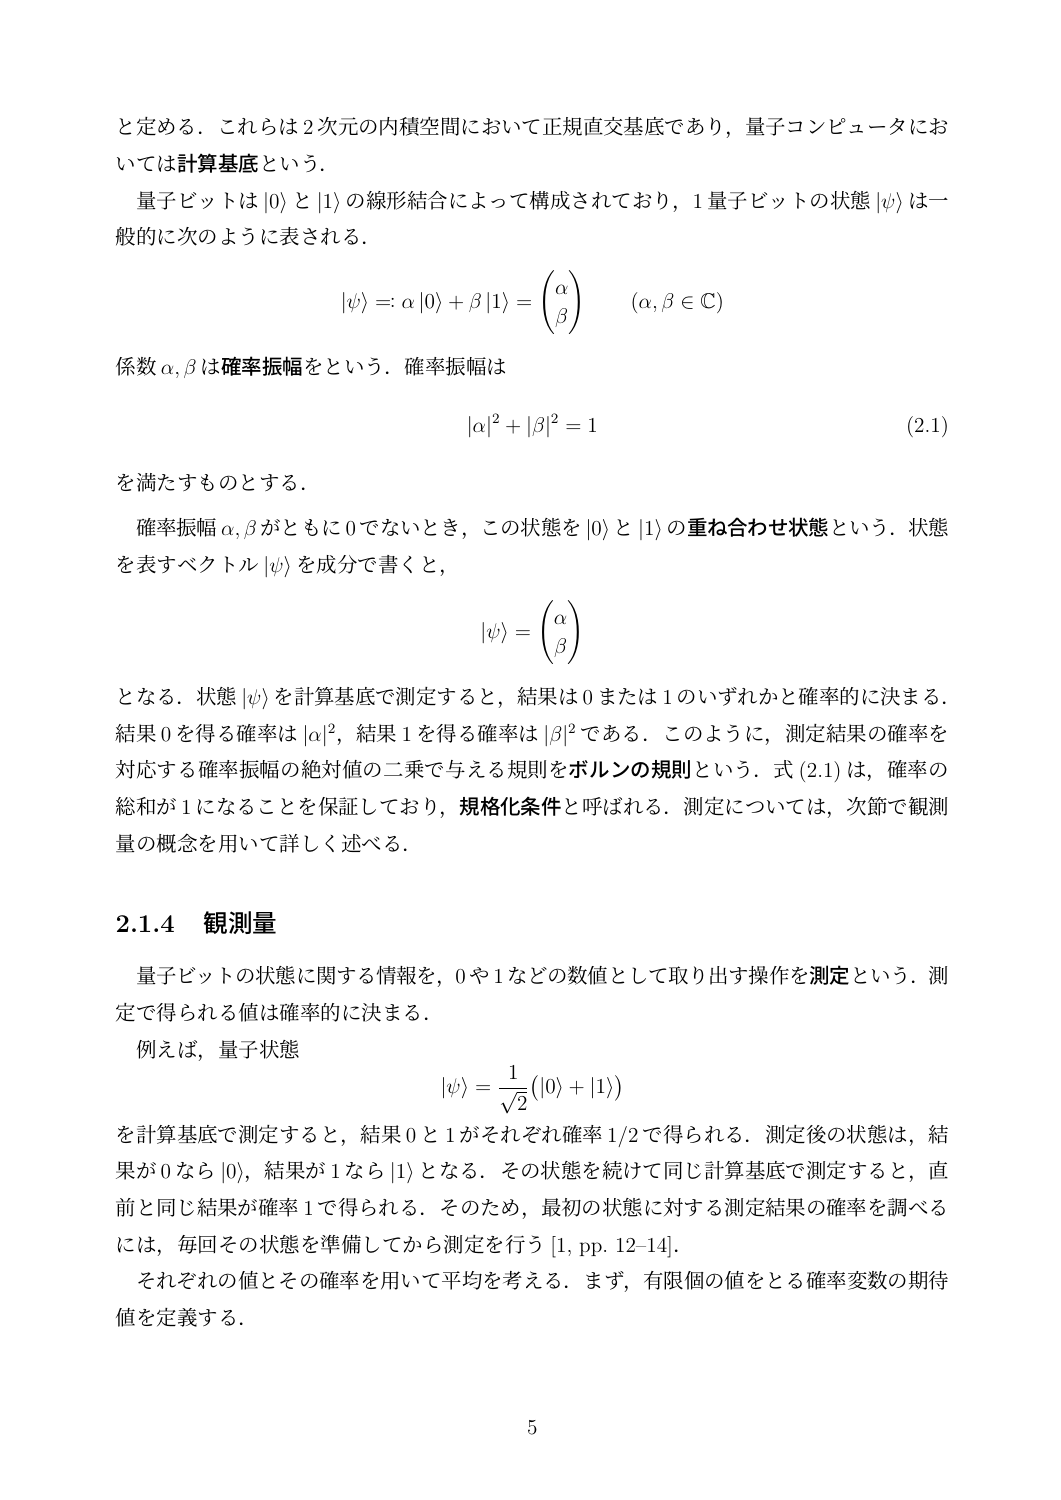 と定める．これらは 2 次元の内積空間において正規直交基底であり，量子コンピュータにお
いては計算基底という．
量子ビットは |0⟩ と |1⟩ の線形結合によって構成されており，1 量子ビットの状態 |ψ⟩ は一
般的に次のように表される．
|ψ⟩ =: α |0⟩ + β |1⟩ = (α β) (α, β ∈ ℂ)
係数 α, β は確率振幅をという．確率振幅は
|α|² + |β|² = 1 (2.1)
を満たすものとする．
確率振幅 α, β がともに 0 でないとき，この状態を |0⟩ と |1⟩ の重ね合わせ状態という．状態
を表すベクトル |ψ⟩ を成分で書くと，
|ψ⟩ = (α β)
となる．状態 |ψ⟩ を計算基底で測定すると，結果は 0 または 1 のいずれかと確率的に決まる．
結果 0 を得る確率は |α|²，結果 1 を得る確率は |β|² である．このように，測定結果の確率を
対応する確率振幅の絶対値の二乗で与える規則をボルンの規則という．式 (2.1) は，確率の
総和が 1 になることを保証しており，規格化条件と呼ばれる．測定については，次節で観測
量の概念を用いて詳しく述べる．
2.1.4 観測量
量子ビットの状態に関する情報を，0 や 1 などの数値として取り出す操作を測定という．測
定で得られる値は確率的に決まる．
例えば，量子状態
|ψ⟩ = 1/√2 (|0⟩ + |1⟩)
を計算基底で測定すると，結果 0 と 1 がそれぞれ確率 1/2 で得られる．測定後の状態は，結
果が 0 なら |0⟩，結果が 1 なら |1⟩ となる．その状態を続けて同じ計算基底で測定すると，直
前と同じ結果が確率 1 で得られる．そのため，最初の状態に対する測定結果の確率を調べる
には，毎回その状態を準備してから測定を行う [1, pp. 12–14]．
それぞれの値とその確率を用いて平均を考える．まず，有限個の値をとる確率変数の期待
値を定義する．
5